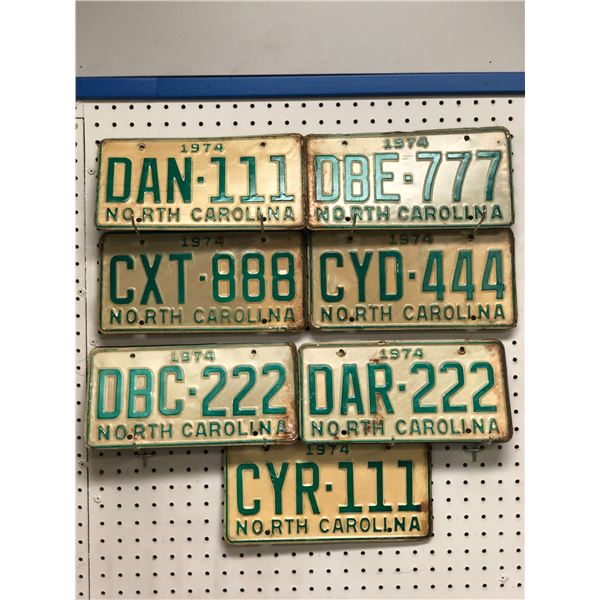 1974
DAN·111
NORTH CAROLINA
1974
DBE·777
NORTH CAROLINA
1974
CXT·888
NORTH CAROLINA
1974
CYD·444
NORTH CAROLINA
1974
DBC·222
NORTH CAROLINA
1974
DAR·222
NORTH CAROLINA
1974
CYR·111
NORTH CAROLINA